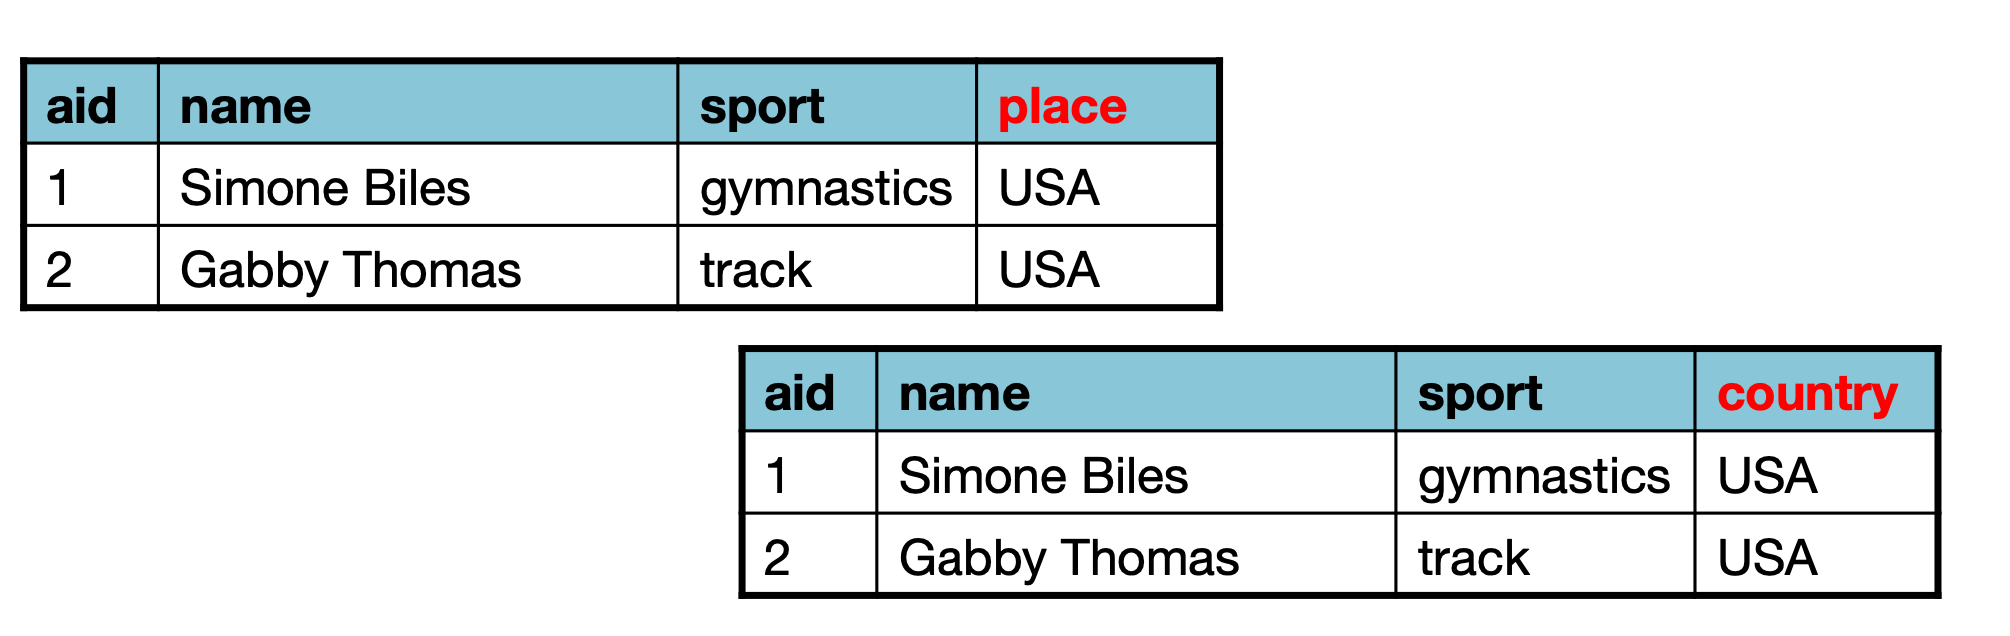 aid name sport place
1 Simone Biles gymnastics USA
2 Gabby Thomas track USA
aid name sport country
1 Simone Biles gymnastics USA
2 Gabby Thomas track USA